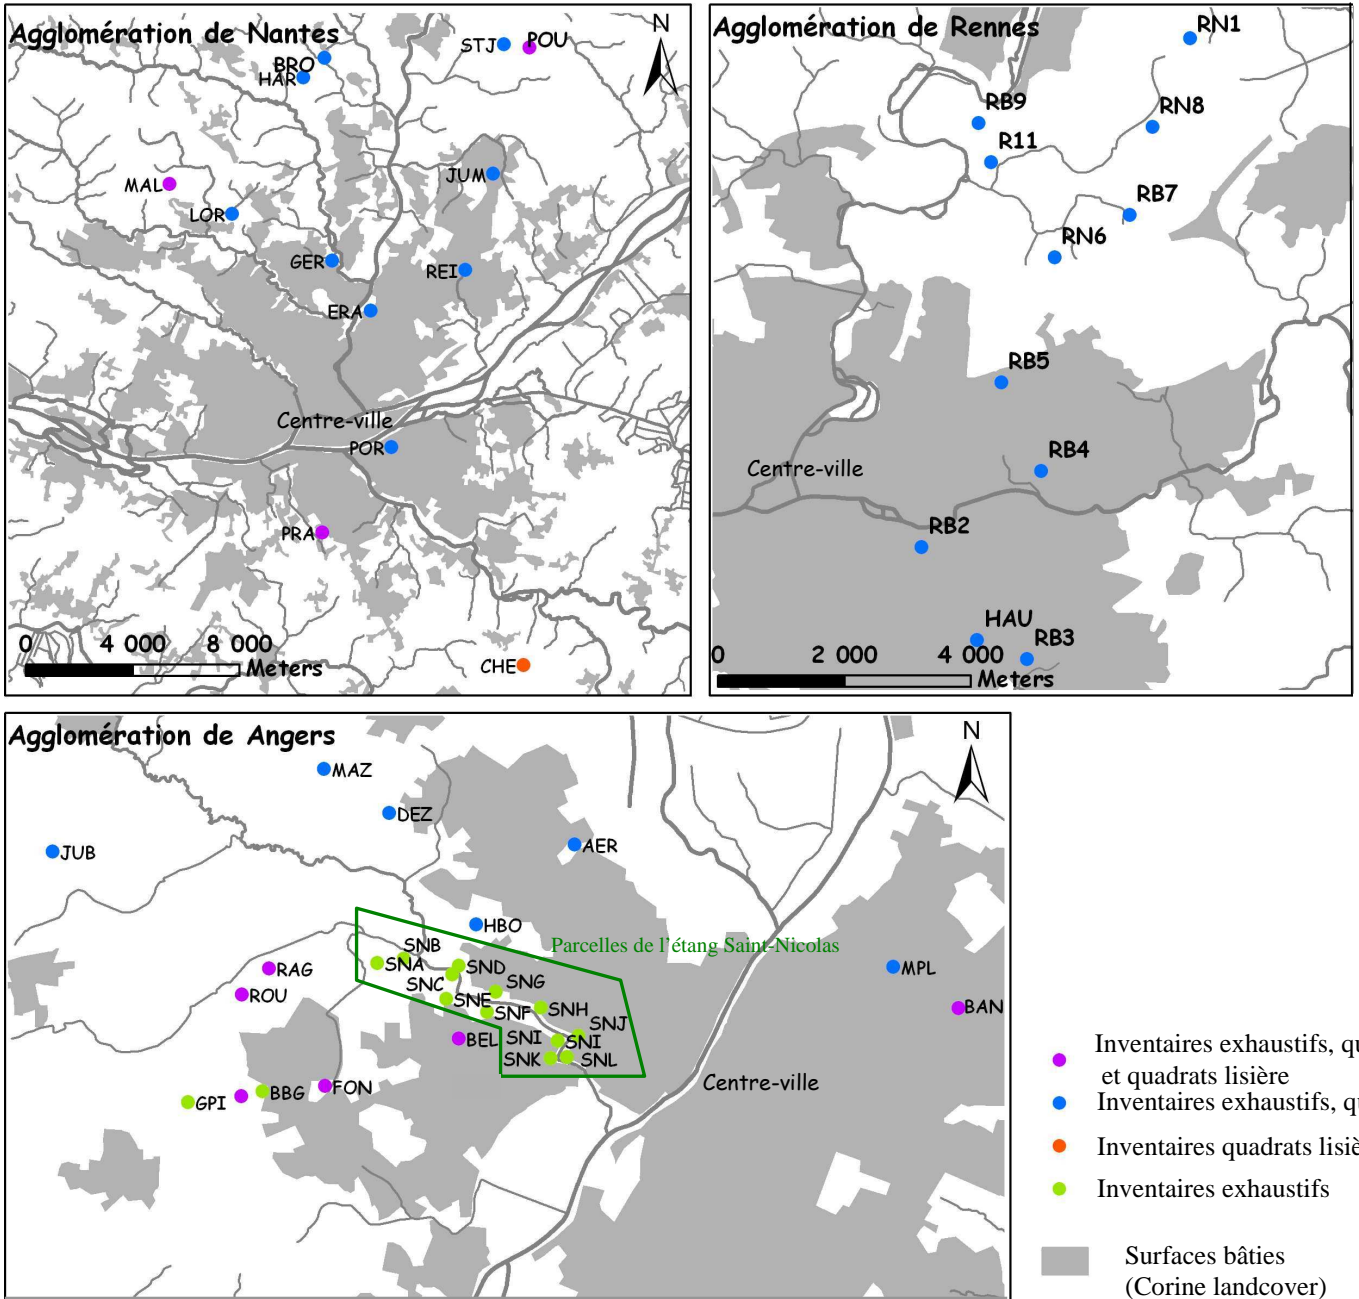 Agglomération de Nantes
N
STJ
POU
BRO
HAR
MAL
LOR
JUM
GER
REI
ERA
Centre-ville
POR
PRA
CHE
0 4 000 8 000
Meters
Agglomération de Rennes
RN1
RB9
RN8
R11
RB7
RN6
RB5
RB4
Centre-ville
RB2
HAU
RB3
0 2 000 4 000
Meters
Agglomération de Angers
N
MAZ
DEZ
JUB
AER
HBO
Parcelles de l'étang Saint-Nicolas
SNB
SNA
SND
RAG
SNC
SNG
MPL
ROU
SNE
SNF
SNH
BAN
SNJ
BEL
SNI
SNI
SNK
SNL
FON
BBG
GPI
Centre-ville
Inventaires exhaustifs,
et quadrats lisière
Inventaires exhaustifs,
Inventaires quadrats
Inventaires exhaustifs
Surfaces bâties
(Corine landcover)